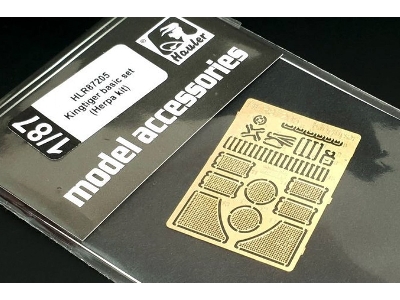 Hauler
®
HLR87205
Kingtiger basic set
(Herpa kit)
1/87
model accessories